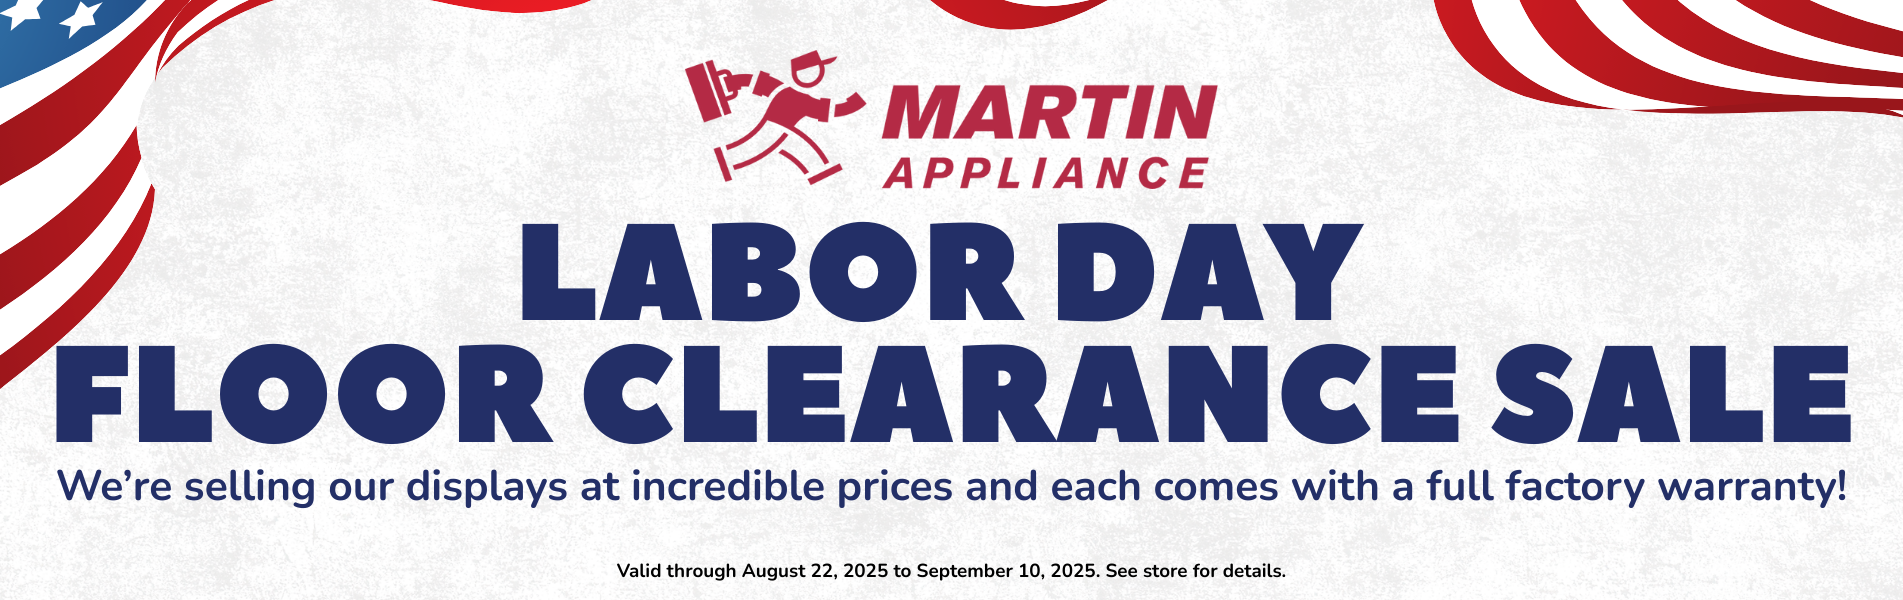 MARTIN
APPLIANCE
LABOR DAY
FLOOR CLEARANCE SALE
We’re selling our displays at incredible prices and each comes with a full factory warranty!
Valid through August 22, 2025 to September 10, 2025. See store for details.